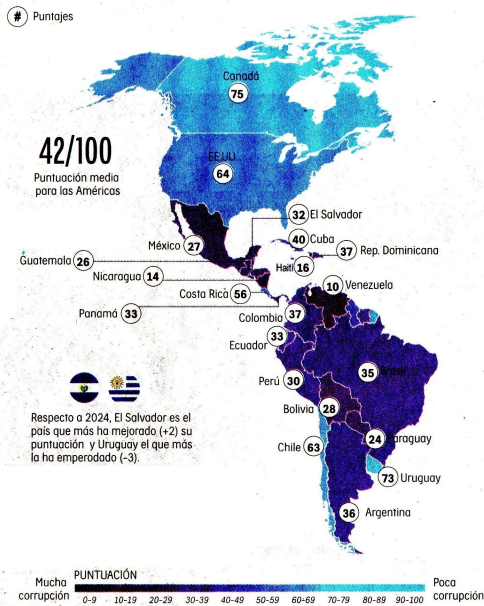 # Puntajes
Canadá
75
42/100
Puntuación media
para las Américas
EE.UU.
64
32 El Salvador
México 27
40 Cuba
37 Rep. Dominicana
Guatemala 26
Haití 16
Nicaragua 14
10 Venezuela
Costa Rica 56
Panamá 33
Colombia 37
Ecuador 33
35 Brasil
Perú 30
Bolivia 28
24 Paraguay
Chile 63
73 Uruguay
36 Argentina
Respecto a 2024, El Salvador es el
país que más ha mejorado (+2) su
puntuación y Uruguay el que más
la ha emperodado (-3).
PUNTUACIÓN
Mucha corrupción
Poca corrupción
0-9 10-19 20-29 30-39 40-49 50-59 60-69 70-79 80-89 90-100